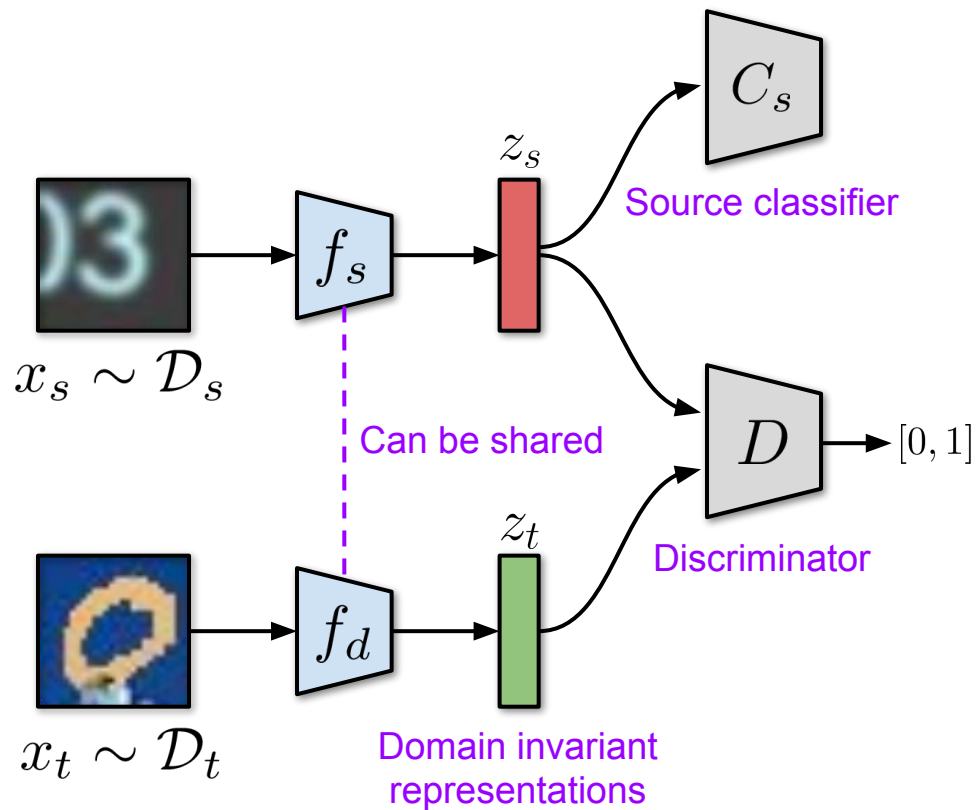 C_s
z_s
Source classifier
03
f_s
x_s ∼ 𝒟_s
Can be shared
D
[0, 1]
z_t
Discriminator
f_d
x_t ∼ 𝒟_t
Domain invariant
representations